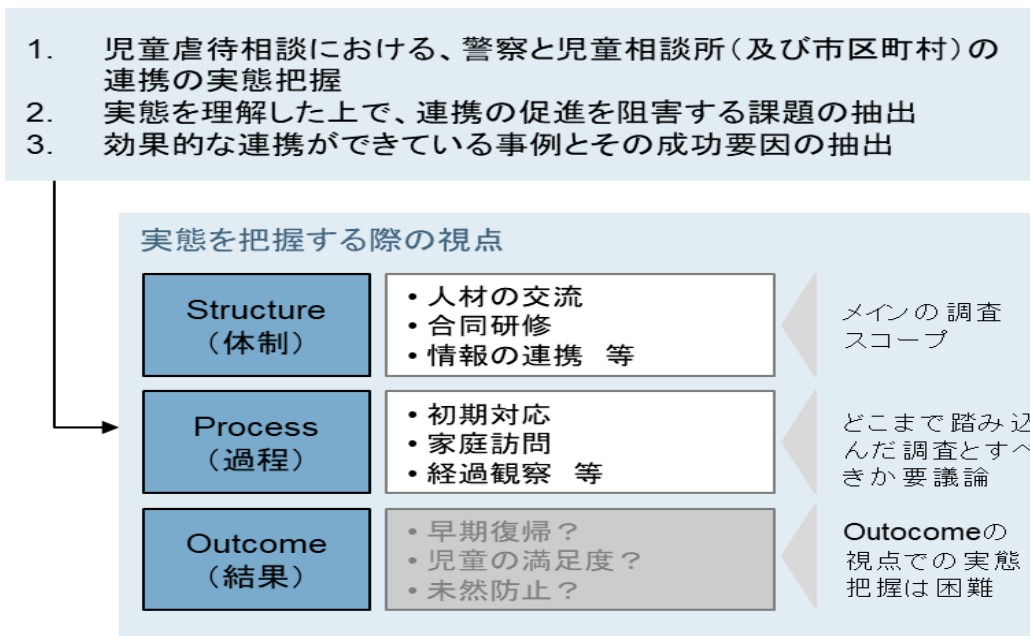 1. 児童虐待相談における、警察と児童相談所（及び市区町村）の
連携の実態把握
2. 実態を理解した上で、連携の促進を阻害する課題の抽出
3. 効果的な連携ができている事例とその成功要因の抽出
実態を把握する際の視点
Structure
（体制）
・人材の交流
・合同研修
・情報の連携 等
メインの調査
スコープ
Process
（過程）
・初期対応
・家庭訪問
・経過観察 等
どこまで踏み込
んだ調査とすべ
きか要議論
Outcome
（結果）
・早期復帰？
・児童の満足度？
・未然防止？
Outocomeの
視点での実態
把握は困難